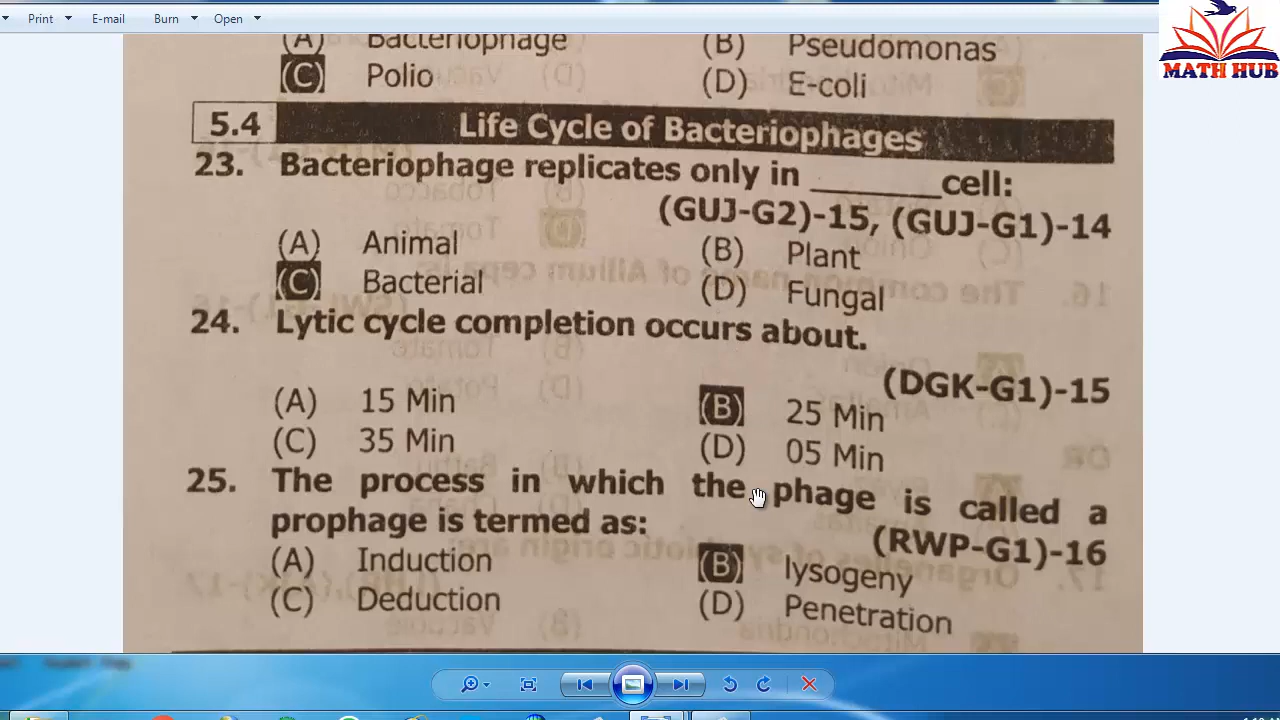 Print E-mail Burn Open
MATH HUB
(A) Bacteriophage (B) Pseudomonas
(C) Polio (D) E-coli
5.4 Life Cycle of Bacteriophages
23. Bacteriophage replicates only in ______cell:
(GUJ-G2)-15, (GUJ-G1)-14
(A) Animal (B) Plant
(C) Bacterial (D) Fungal
24. Lytic cycle completion occurs about.
(DGK-G1)-15
(A) 15 Min (B) 25 Min
(C) 35 Min (D) 05 Min
25. The process in which the phage is called a
prophage is termed as: (RWP-G1)-16
(A) Induction (B) lysogeny
(C) Deduction (D) Penetration